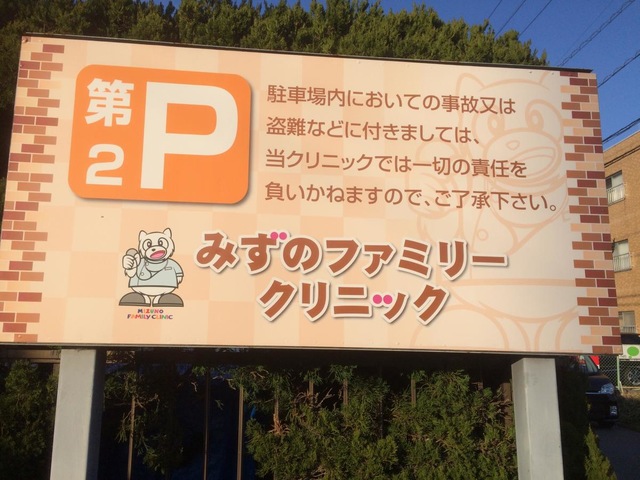 第
2
P
駐車場内においての事故又は
盗難などに付きましては、
当クリニックでは一切の責任を
負いかねますので、ご了承下さい。
みずのファミリー
クリニック
MIZUNO
FAMILY CLINIC